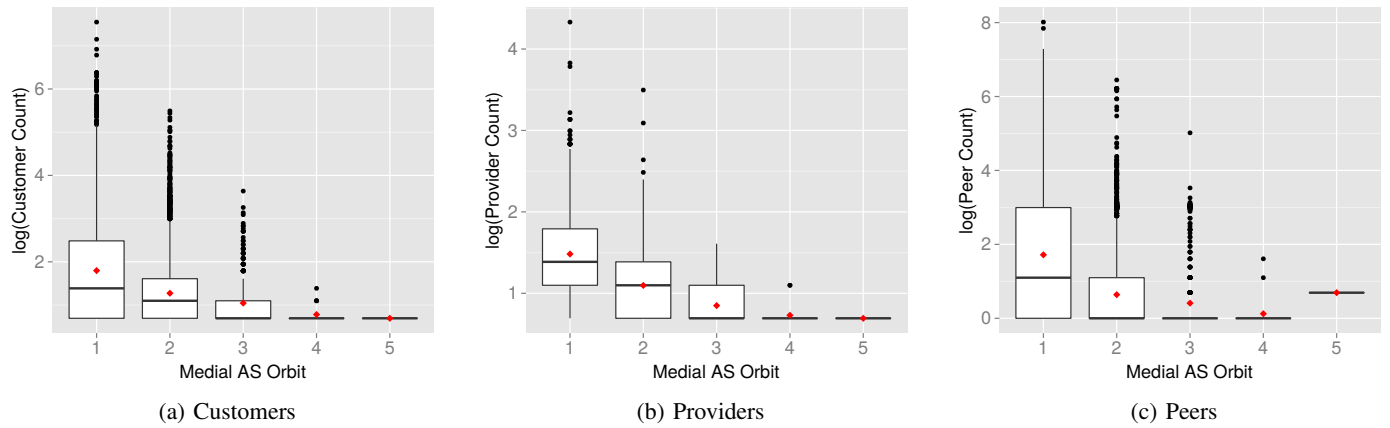 log(Customer Count)
6
4
2
1 2 3 4 5
Medial AS Orbit
(a) Customers
log(Provider Count)
4
3
2
1
1 2 3 4 5
Medial AS Orbit
(b) Providers
log(Peer Count)
8
6
4
2
0
1 2 3 4 5
Medial AS Orbit
(c) Peers